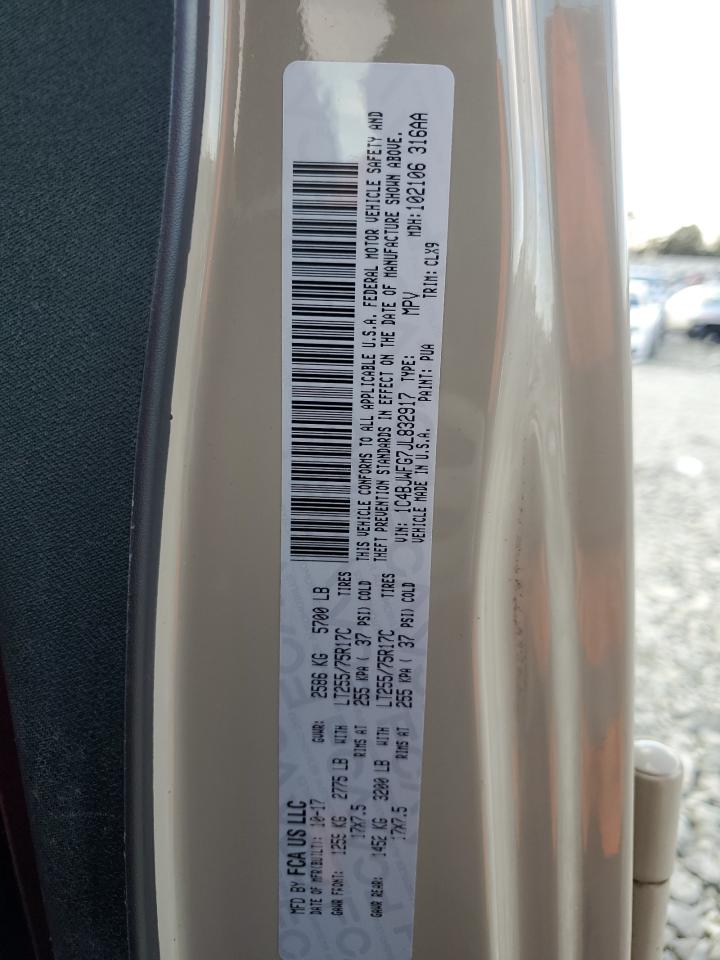 MFD BY FCA US LLC
DATE OF MFR(BUILT): 10-17 GVWR: 2586 KG 5700 LB
GAWR FRONT: 1255 KG 2775 LB WITH LT255/75R17C TIRES
17X7.5 RIMS AT 255 KPA ( 37 PSI) COLD
GAWR REAR: 1452 KG 3200 LB WITH LT255/75R17C TIRES
17X7.5 RIMS AT 255 KPA ( 37 PSI) COLD
THIS VEHICLE CONFORMS TO ALL APPLICABLE U.S.A. FEDERAL MOTOR VEHICLE SAFETY AND
THEFT PREVENTION STANDARDS IN EFFECT ON THE DATE OF MANUFACTURE SHOWN ABOVE.
VIN: 1C4BJWFG7JL832917 TYPE: MPV MDH:102106 316AA
VEHICLE MADE IN U.S.A. PAINT: PUA TRIM: CLX9